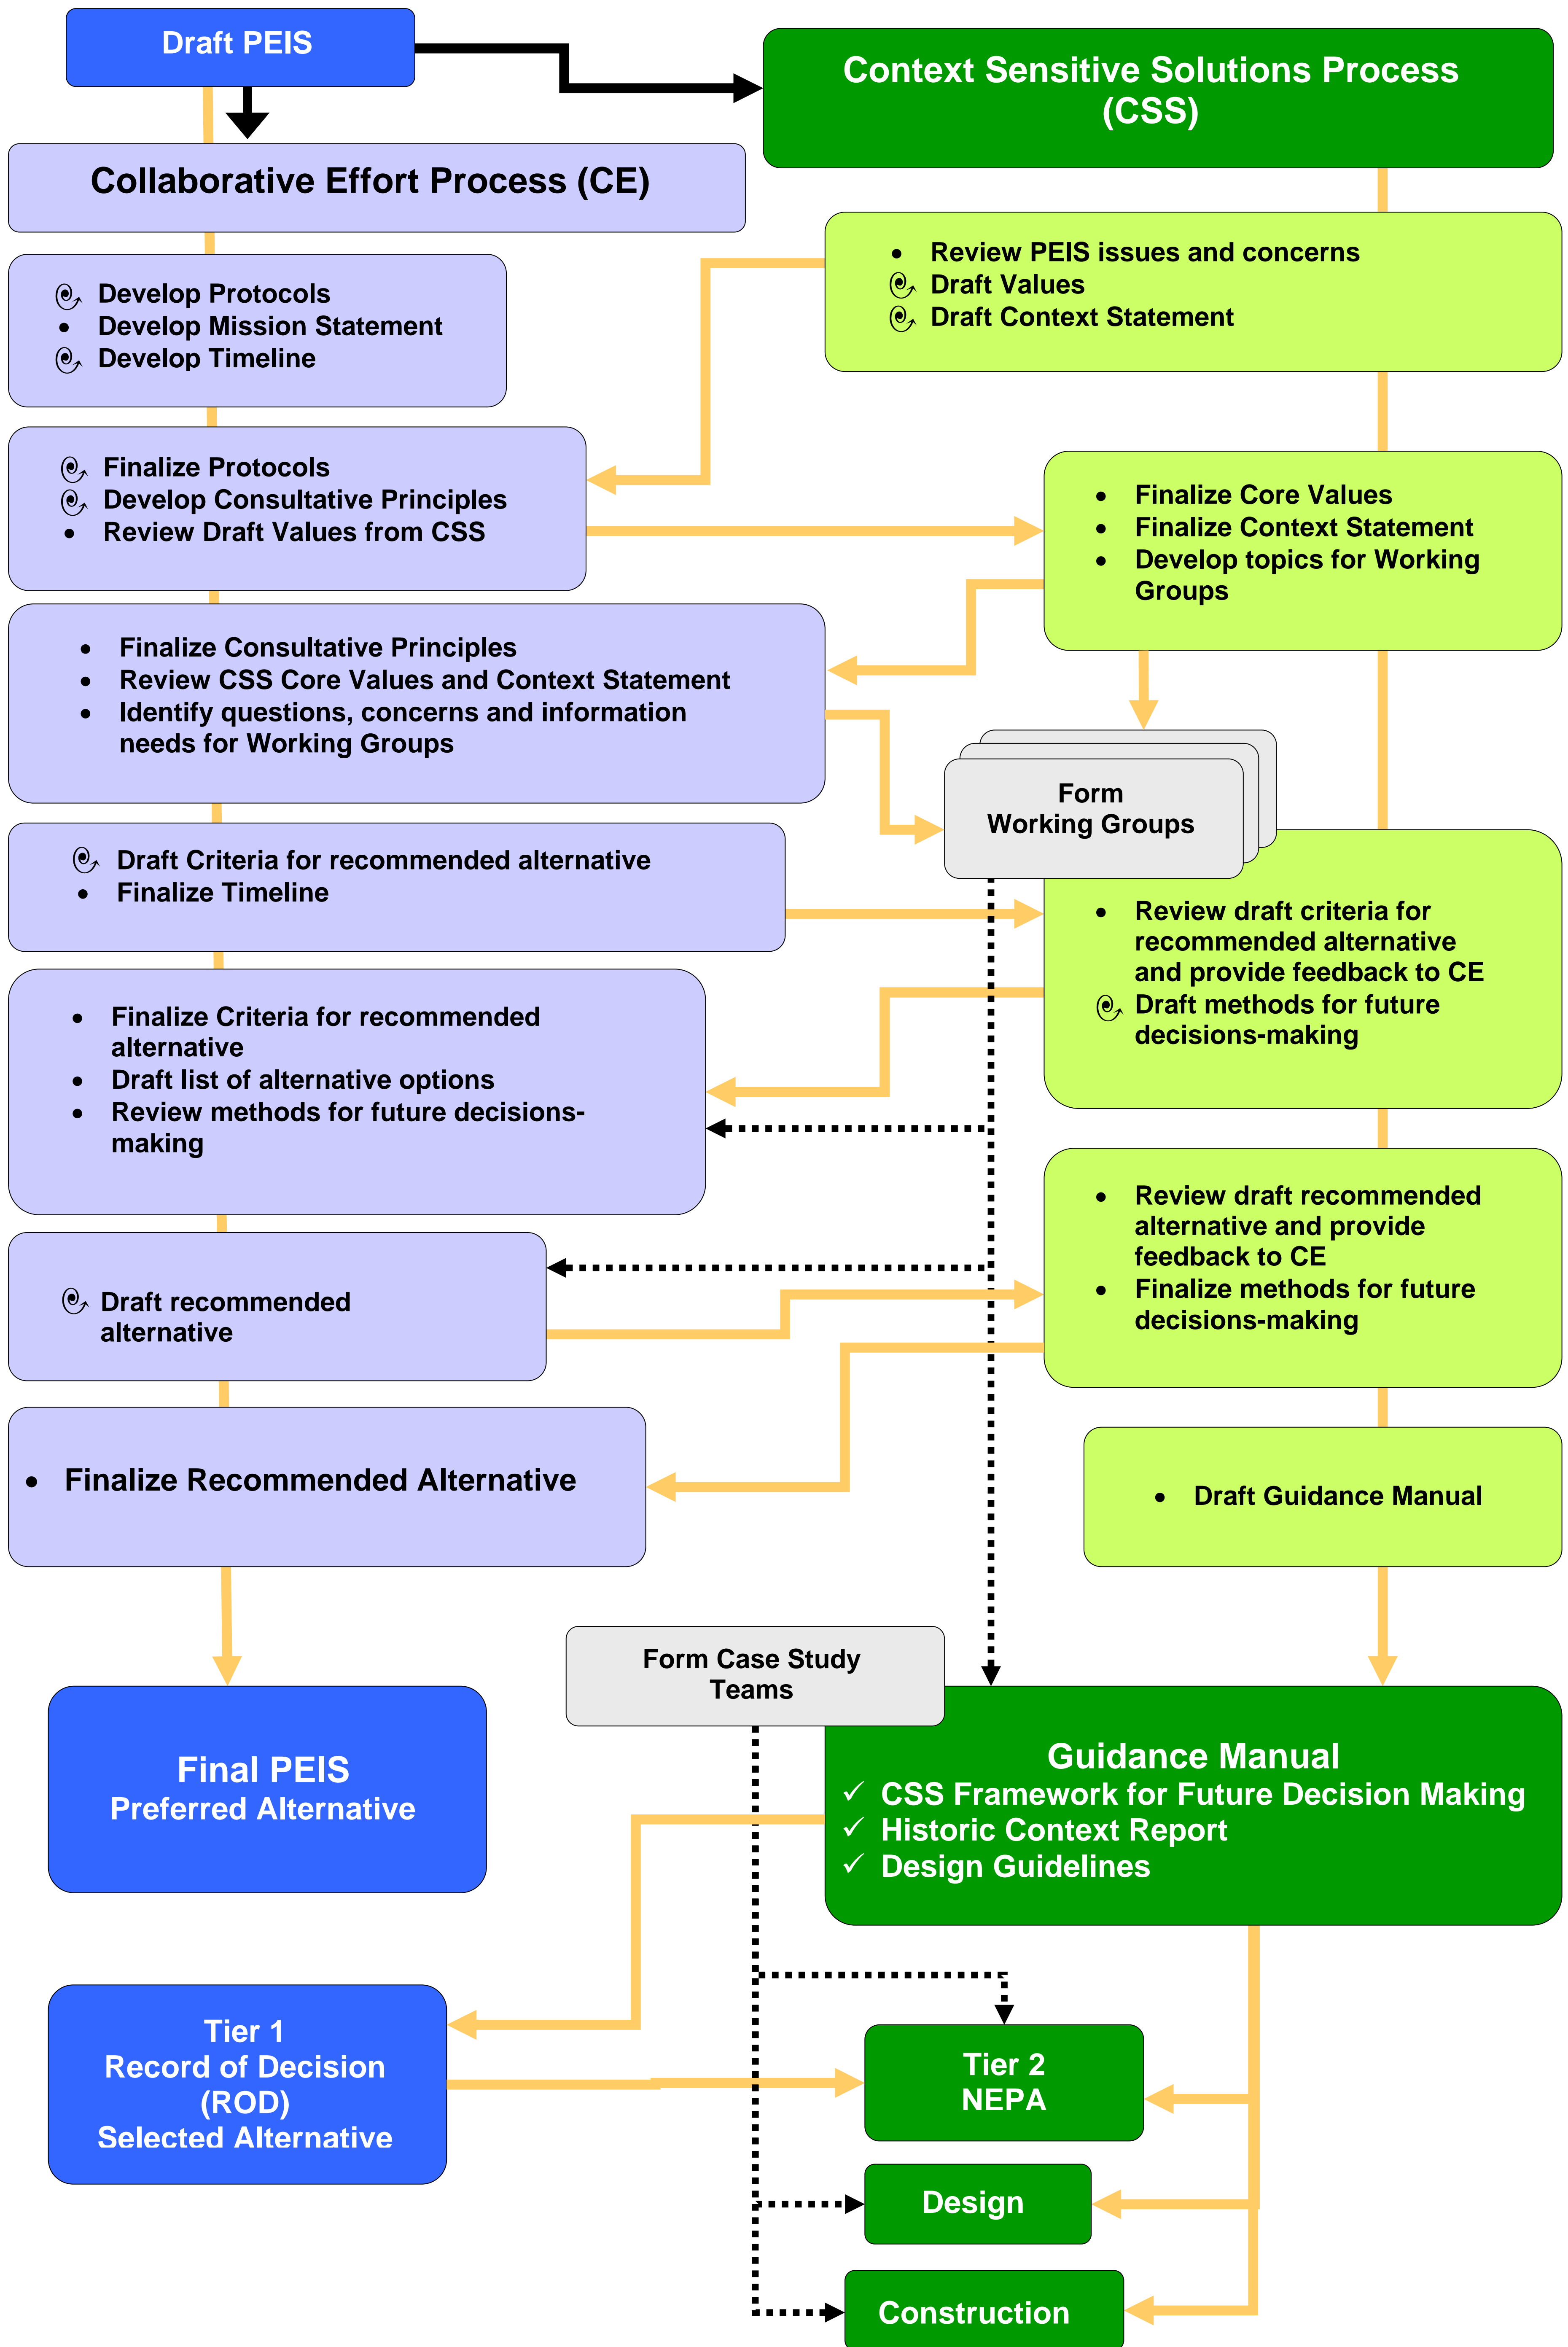 Draft PEIS
Context Sensitive Solutions Process
(CSS)
Collaborative Effort Process (CE)
• Review PEIS issues and concerns
Draft Values
Draft Context Statement
Develop Protocols
• Develop Mission Statement
Develop Timeline
Finalize Protocols
Develop Consultative Principles
• Review Draft Values from CSS
• Finalize Core Values
• Finalize Context Statement
• Develop topics for Working
Groups
• Finalize Consultative Principles
• Review CSS Core Values and Context Statement
• Identify questions, concerns and information
needs for Working Groups
Form
Working Groups
Draft Criteria for recommended alternative
• Finalize Timeline
• Review draft criteria for
recommended alternative
and provide feedback to CE
Draft methods for future
decisions-making
• Finalize Criteria for recommended
alternative
• Draft list of alternative options
• Review methods for future decisions-
making
• Review draft recommended
alternative and provide
feedback to CE
• Finalize methods for future
decisions-making
Draft recommended
alternative
• Finalize Recommended Alternative
• Draft Guidance Manual
Form Case Study
Teams
Final PEIS
Preferred Alternative
Guidance Manual
✓ CSS Framework for Future Decision Making
✓ Historic Context Report
✓ Design Guidelines
Tier 1
Record of Decision
(ROD)
Selected Alternative
Tier 2
NEPA
Design
Construction